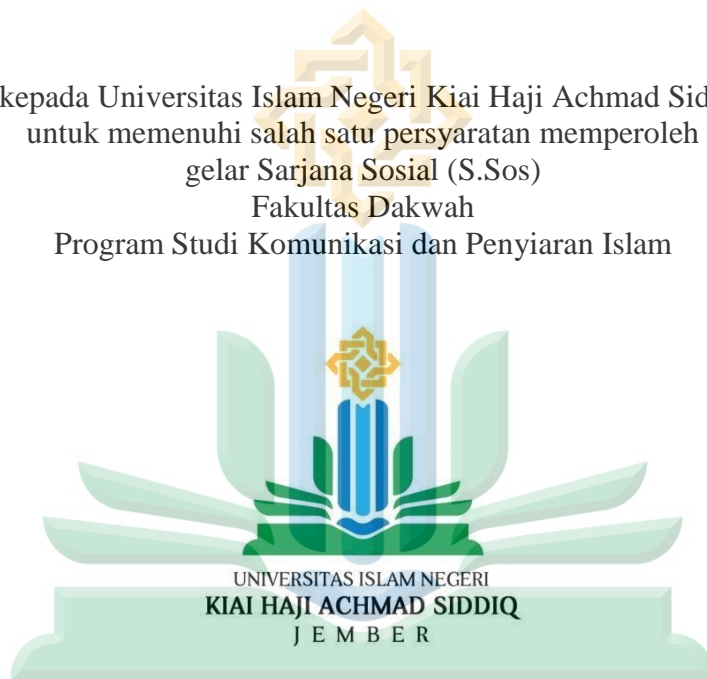 kepada Universitas Islam Negeri Kiai Haji Achmad Sid
untuk memenuhi salah satu persyaratan memperoleh
gelar Sarjana Sosial (S.Sos)
Fakultas Dakwah
Program Studi Komunikasi dan Penyiaran Islam
UNIVERSITAS ISLAM NEGERI
KIAI HAJI ACHMAD SIDDIQ
JEMBER